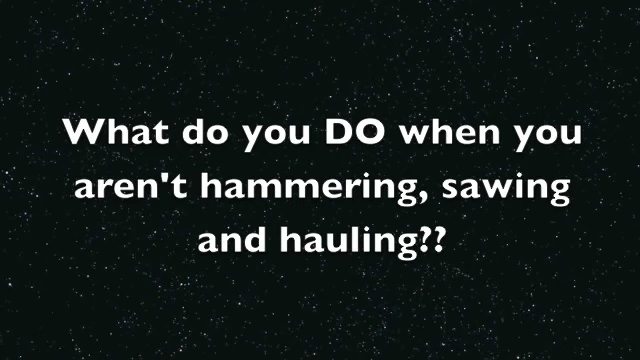 What do you DO when you
aren't hammering, sawing
and hauling??